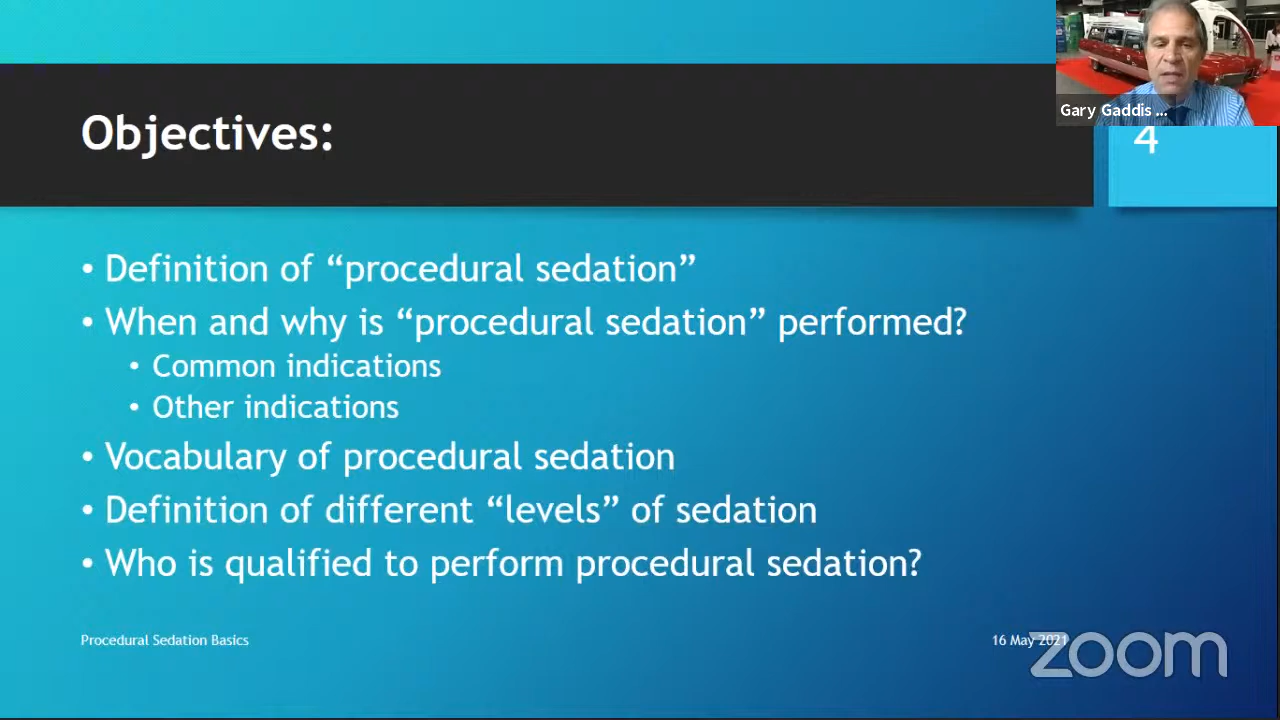 Gary Gaddis ...
Objectives:
4
• Definition of “procedural sedation”
• When and why is “procedural sedation” performed?
• Common indications
• Other indications
• Vocabulary of procedural sedation
• Definition of different “levels” of sedation
• Who is qualified to perform procedural sedation?
Procedural Sedation Basics
16 May 2021
zoom